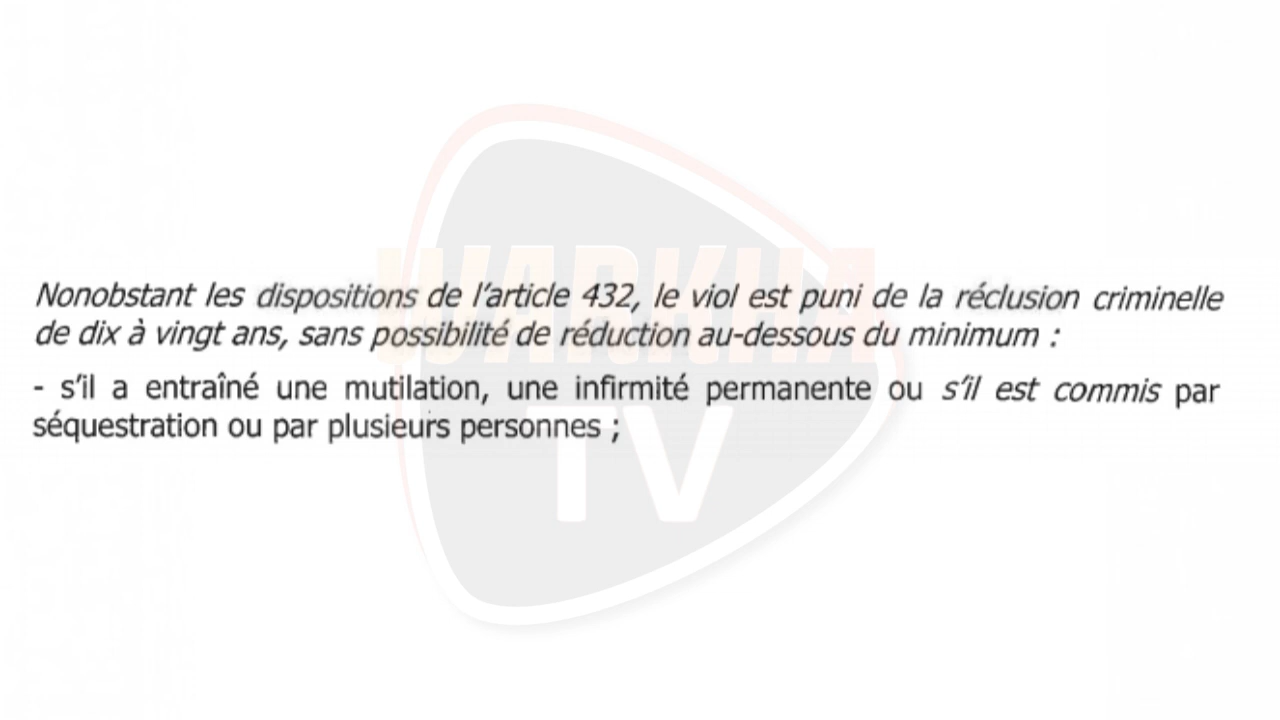 Nonobstant les dispositions de l'article 432, le viol est puni de la réclusion criminelle
de dix à vingt ans, sans possibilité de réduction au-dessous du minimum :
- s'il a entraîné une mutilation, une infirmité permanente ou s'il est commis par
séquestration ou par plusieurs personnes ;
WARKHA
TV